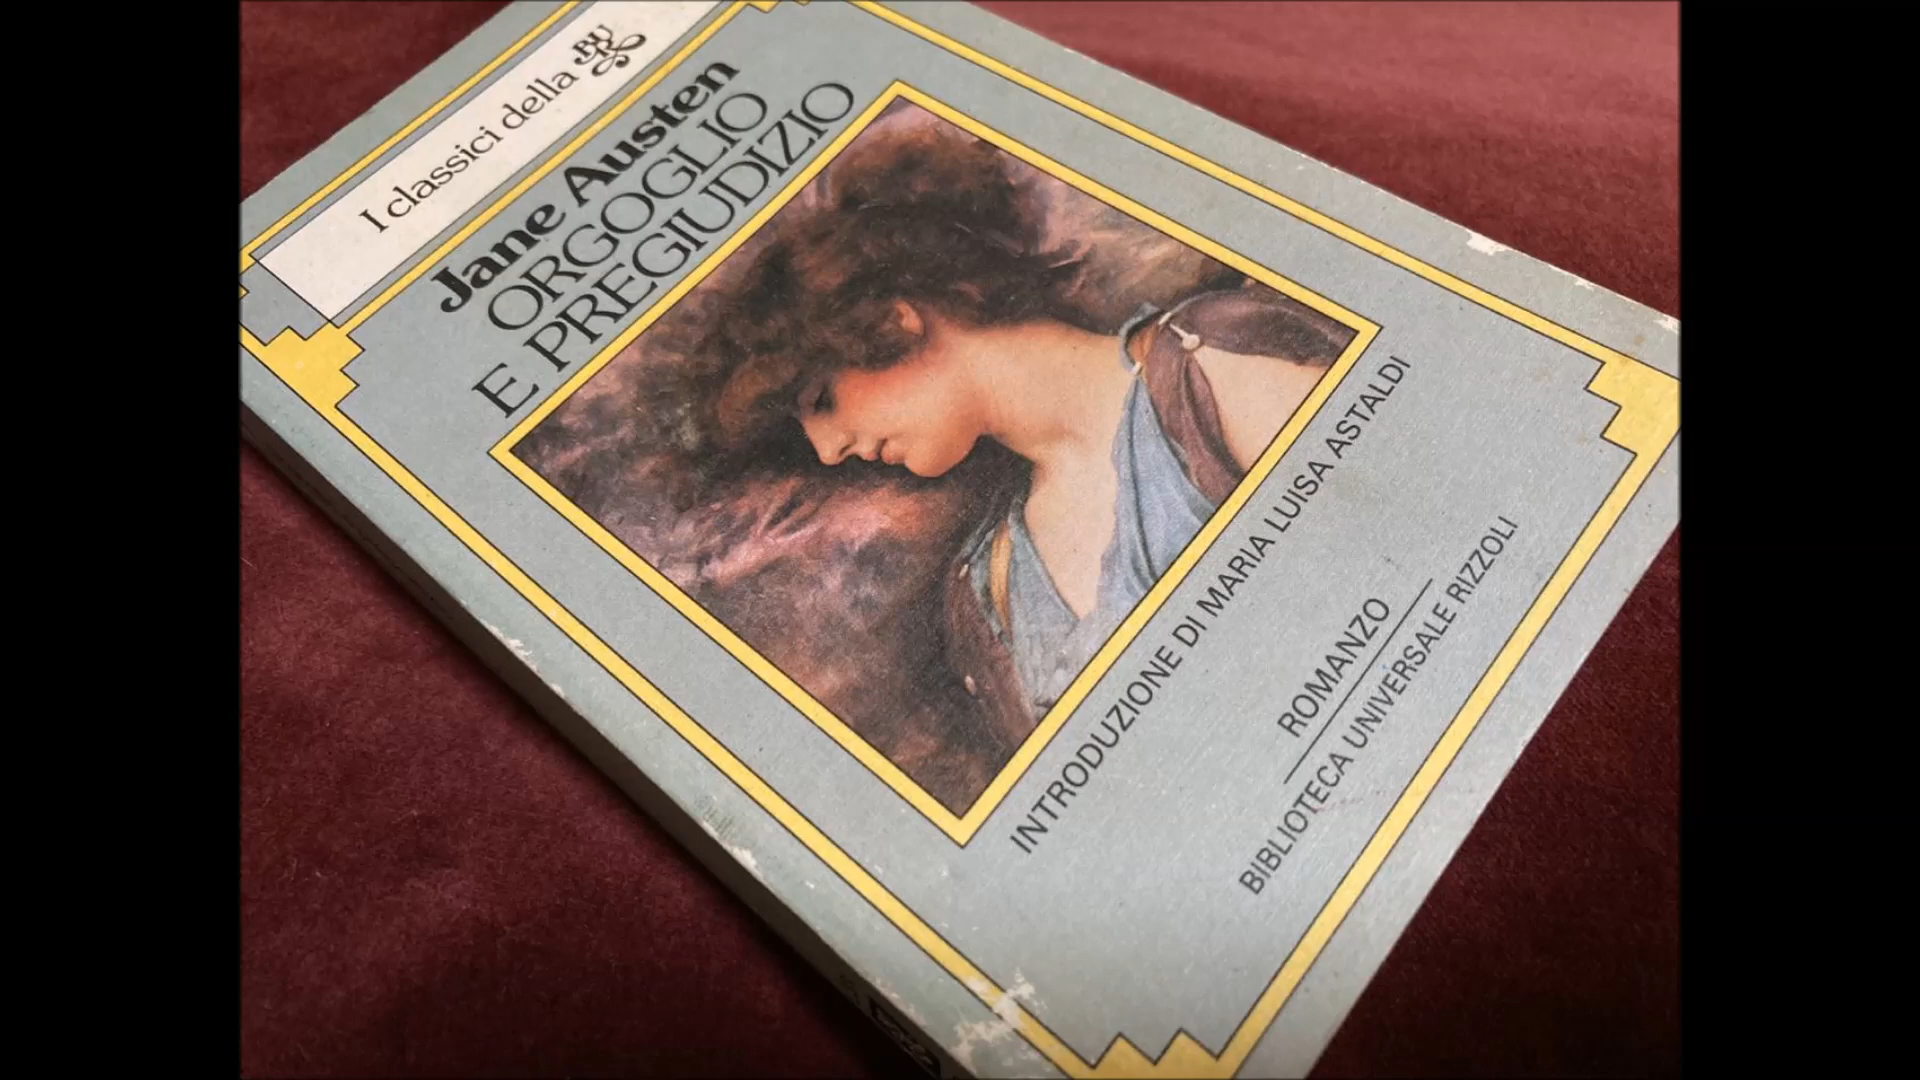 I classici della BUR
Jane Austen
ORGOGLIO
E PREGIUDIZIO
INTRODUZIONE DI MARIA LUISA ASTALDI
ROMANZO
BIBLIOTECA UNIVERSALE RIZZOLI